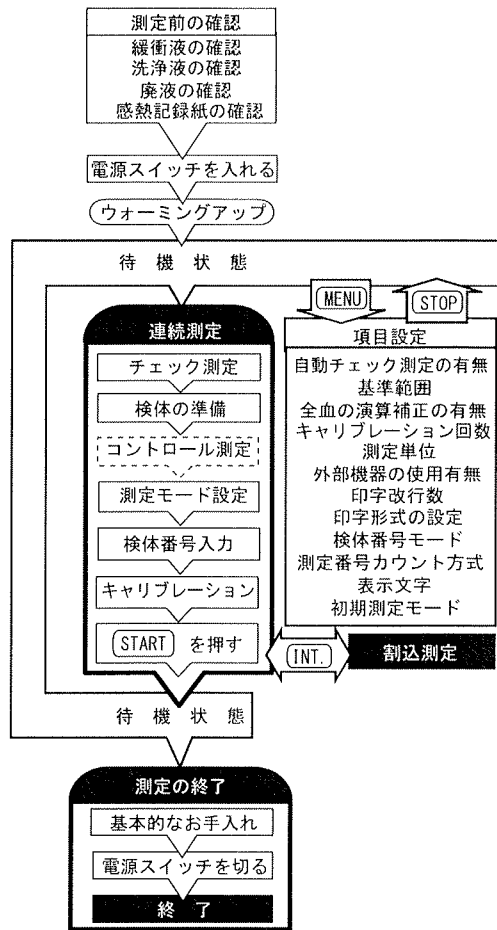 測定前の確認
緩衝液の確認
洗浄液の確認
廃液の確認
感熱記録紙の確認
電源スイッチを入れる
ウォーミングアップ
待機状態
MENU
STOP
連続測定
チェック測定
検体の準備
コントロール測定
測定モード設定
検体番号入力
キャリブレーション
START を押す
項目設定
自動チェック測定の有無
基準範囲
全血の演算補正の有無
キャリブレーション回数
測定単位
外部機器の使用有無
印字改行数
印字形式の設定
検体番号モード
測定番号カウント方式
表示文字
初期測定モード
INT.
割込測定
待機状態
測定の終了
基本的なお手入れ
電源スイッチを切る
終了